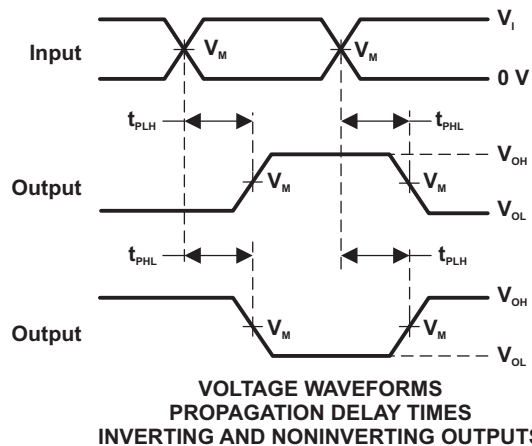 V_I
Input V_M V_M
0 V
t_PLH t_PHL
V_OH
Output V_M V_M
V_OL
t_PHL t_PLH
V_OH
Output V_M V_M
V_OL
VOLTAGE WAVEFORMS
PROPAGATION DELAY TIMES
INVERTING AND NONINVERTING OUTPUTS